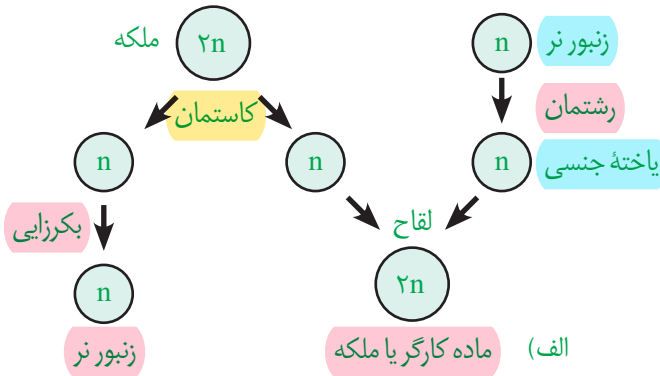 ملکه
۲n
n
زنبور نر
کاستمان
رشتمان
n
n
n
یاختهٔ جنسی
بکرزایی
لقاح
n
۲n
زنبور نر
ماده کارگر یا ملکه
الف)